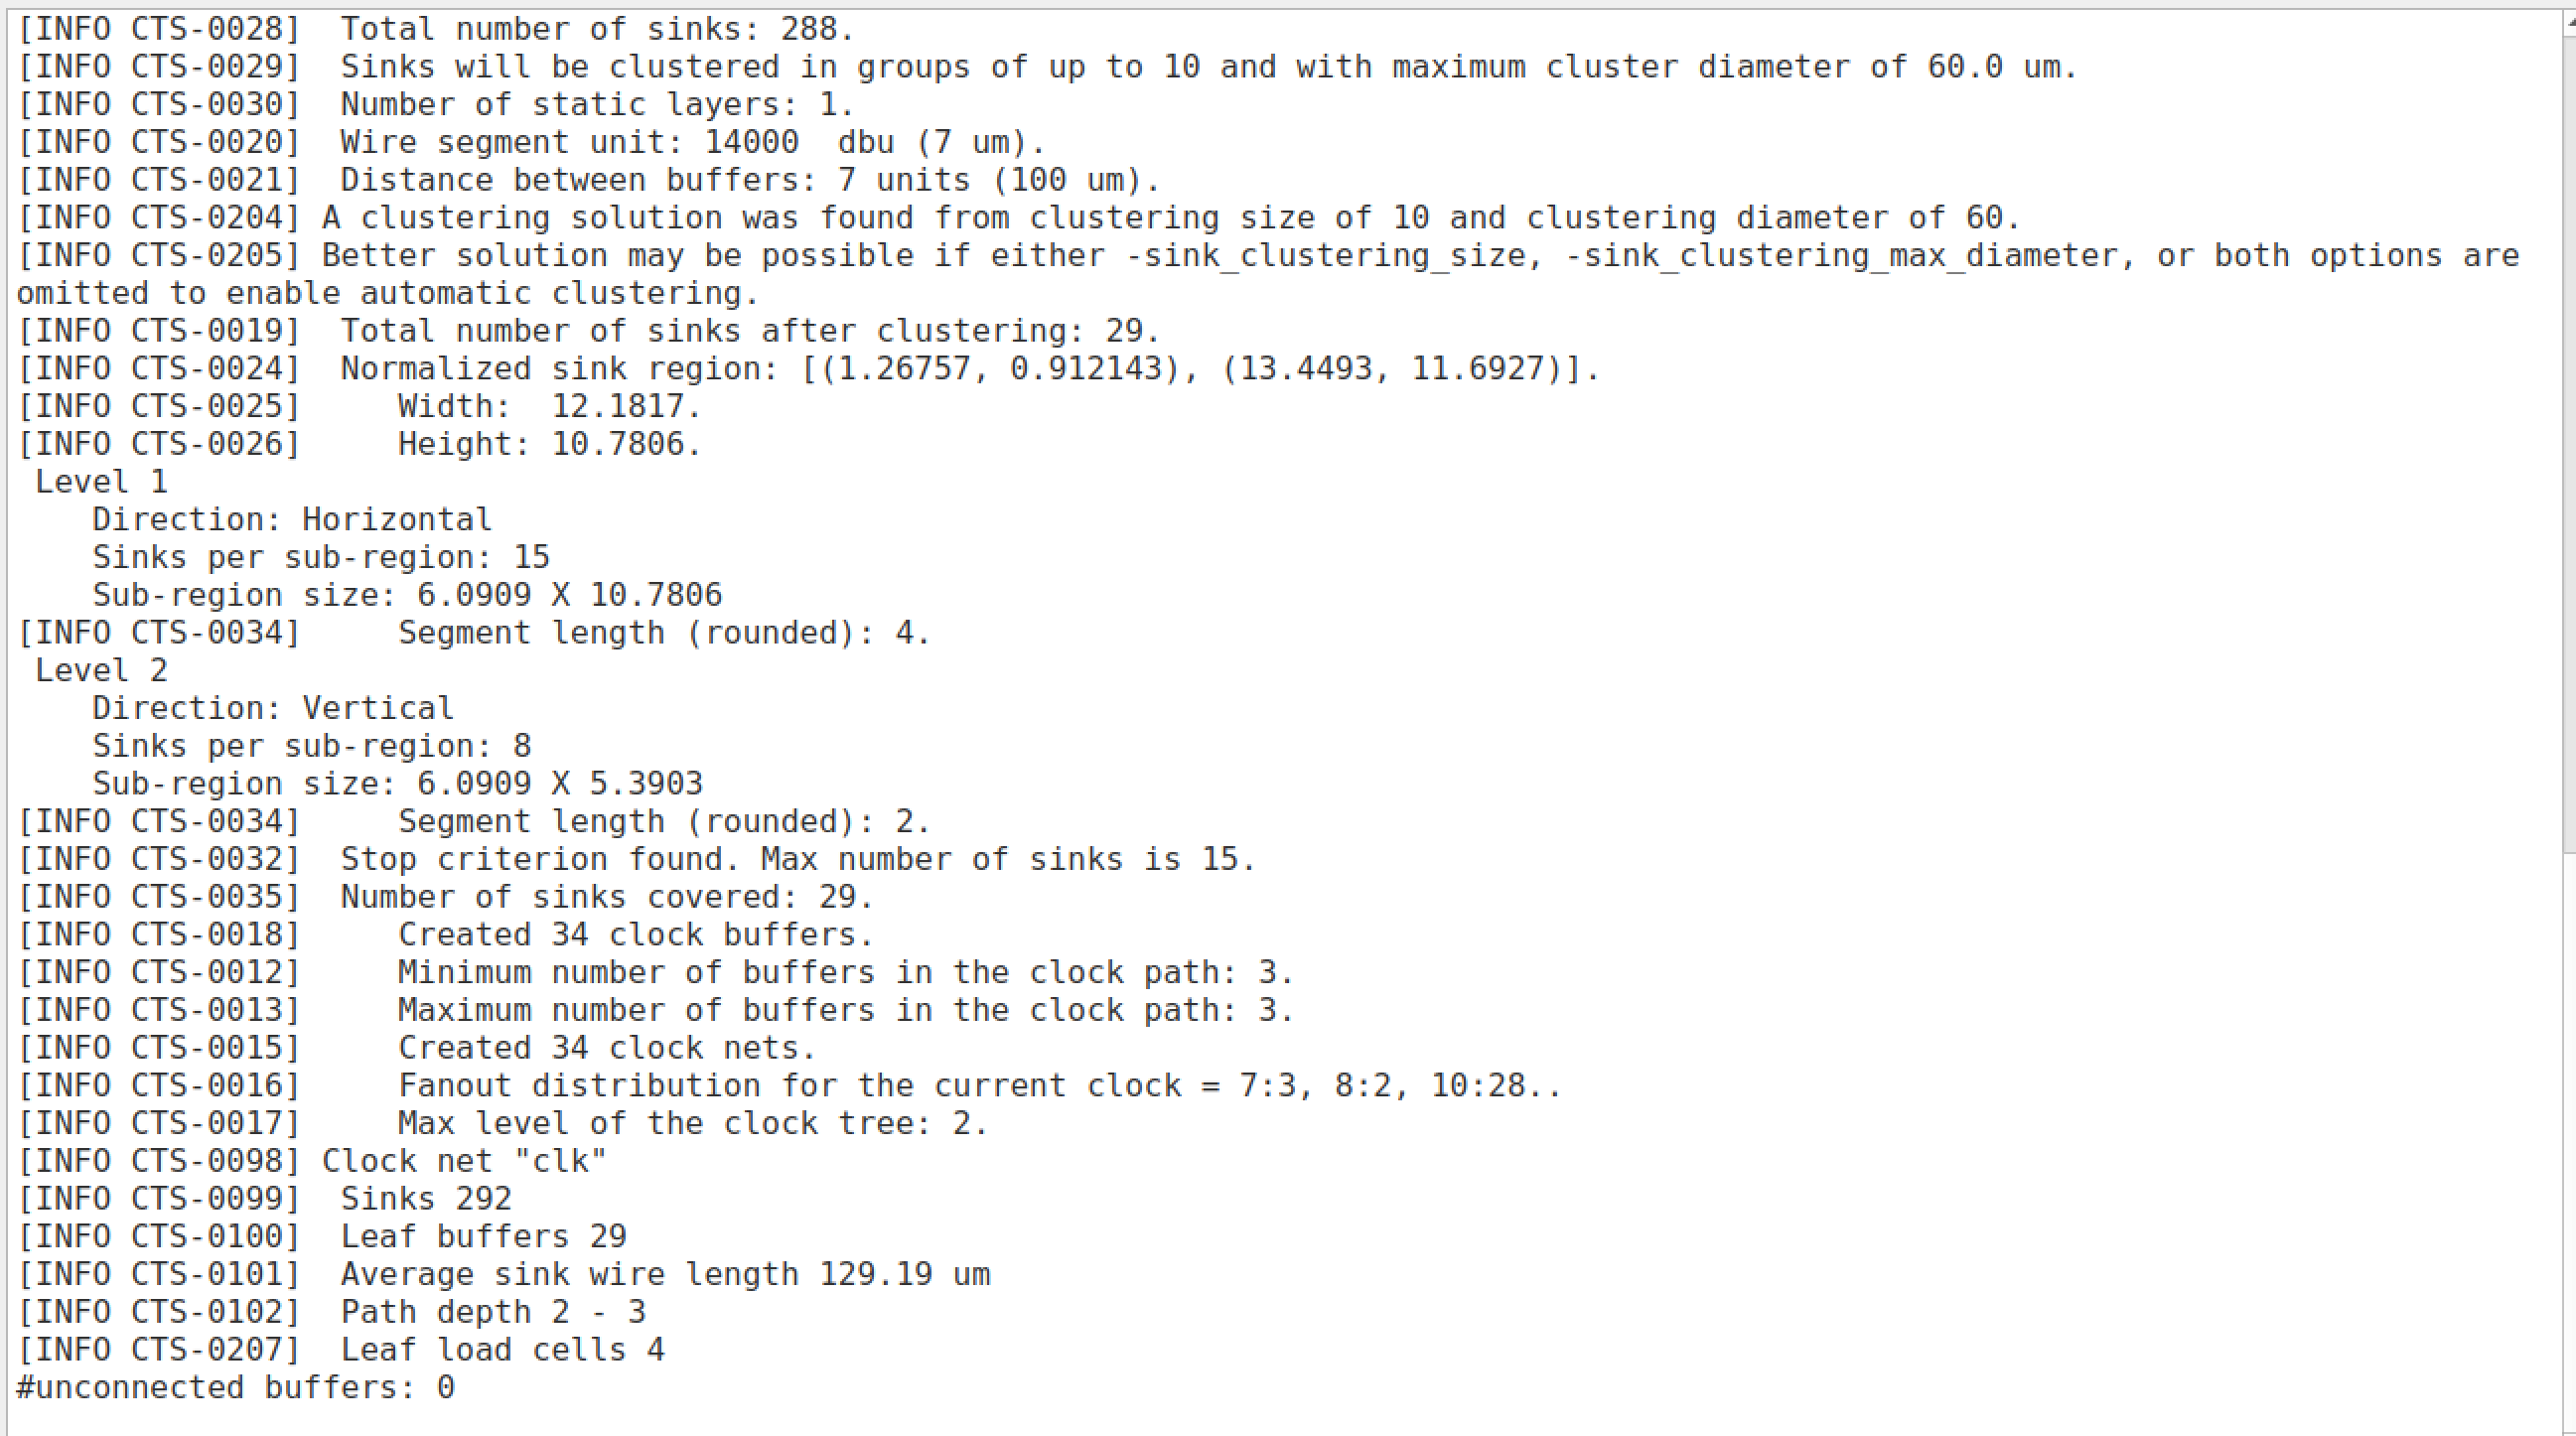 [INFO CTS-0028]  Total number of sinks: 288.
[INFO CTS-0029]  Sinks will be clustered in groups of up to 10 and with maximum cluster diameter of 60.0 um.
[INFO CTS-0030]  Number of static layers: 1.
[INFO CTS-0020]  Wire segment unit: 14000  dbu (7 um).
[INFO CTS-0021]  Distance between buffers: 7 units (100 um).
[INFO CTS-0204] A clustering solution was found from clustering size of 10 and clustering diameter of 60.
[INFO CTS-0205] Better solution may be possible if either -sink_clustering_size, -sink_clustering_max_diameter, or both options are
omitted to enable automatic clustering.
[INFO CTS-0019]  Total number of sinks after clustering: 29.
[INFO CTS-0024]  Normalized sink region: [(1.26757, 0.912143), (13.4493, 11.6927)].
[INFO CTS-0025]     Width:  12.1817.
[INFO CTS-0026]     Height: 10.7806.
 Level 1
    Direction: Horizontal
    Sinks per sub-region: 15
    Sub-region size: 6.0909 X 10.7806
[INFO CTS-0034]     Segment length (rounded): 4.
 Level 2
    Direction: Vertical
    Sinks per sub-region: 8
    Sub-region size: 6.0909 X 5.3903
[INFO CTS-0034]     Segment length (rounded): 2.
[INFO CTS-0032]  Stop criterion found. Max number of sinks is 15.
[INFO CTS-0035]  Number of sinks covered: 29.
[INFO CTS-0018]     Created 34 clock buffers.
[INFO CTS-0012]     Minimum number of buffers in the clock path: 3.
[INFO CTS-0013]     Maximum number of buffers in the clock path: 3.
[INFO CTS-0015]     Created 34 clock nets.
[INFO CTS-0016]     Fanout distribution for the current clock = 7:3, 8:2, 10:28..
[INFO CTS-0017]     Max level of the clock tree: 2.
[INFO CTS-0098] Clock net "clk"
[INFO CTS-0099]  Sinks 292
[INFO CTS-0100]  Leaf buffers 29
[INFO CTS-0101]  Average sink wire length 129.19 um
[INFO CTS-0102]  Path depth 2 - 3
[INFO CTS-0207]  Leaf load cells 4
#unconnected buffers: 0